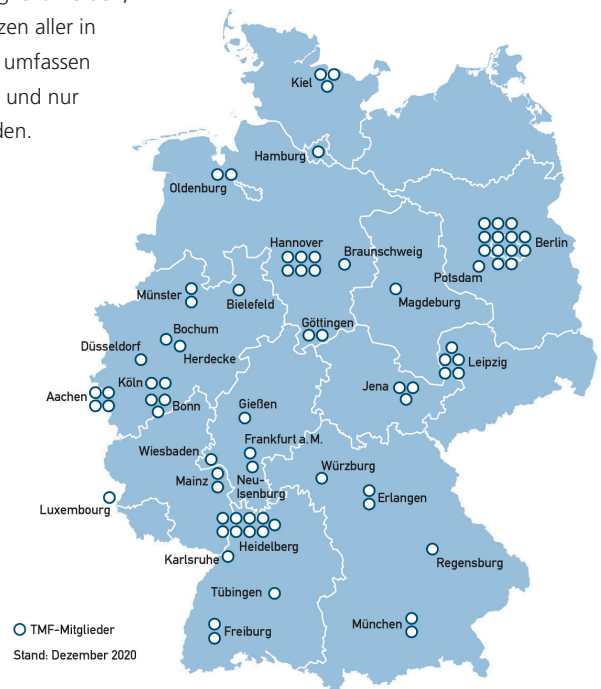 zen aller in
umfassen
und nur
den.
Kiel
Hamburg
Oldenburg
Hannover
Braunschweig
Berlin
Potsdam
Münster
Bielefeld
Magdeburg
Göttingen
Bochum
Düsseldorf
Herdecke
Leipzig
Köln
Jena
Aachen
Bonn
Gießen
Frankfurt a.M.
Wiesbaden
Würzburg
Mainz
Neu-
Isenburg
Erlangen
Luxembourg
Heidelberg
Karlsruhe
Regensburg
Tübingen
München
Freiburg
TMF-Mitglieder
Stand: Dezember 2020